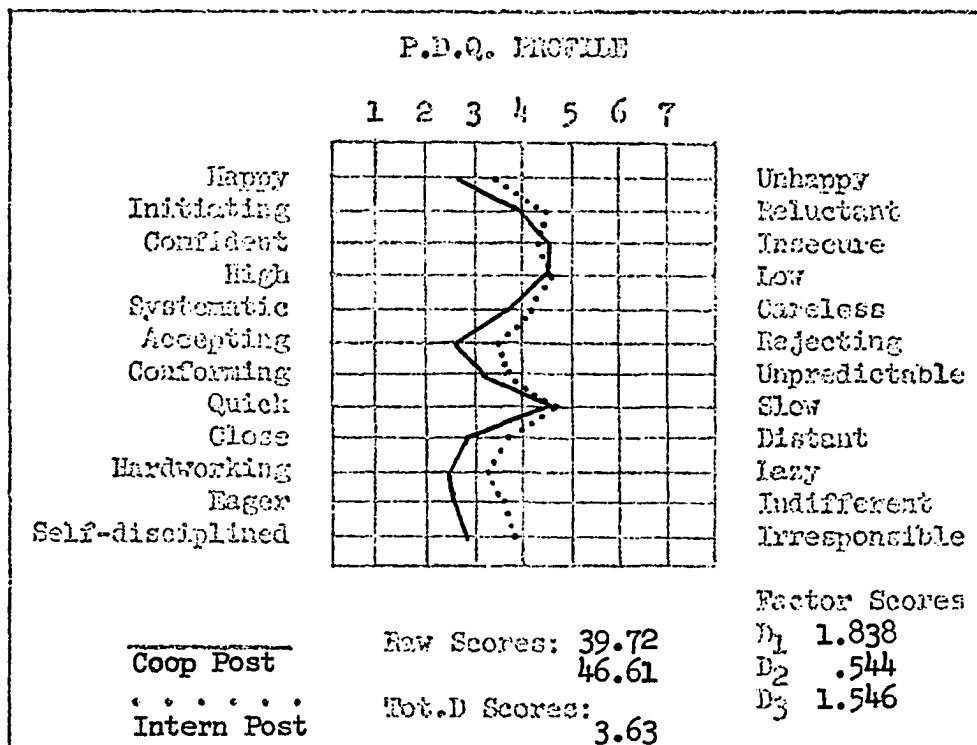 P.D.Q. PROFILE
1 2 3 4 5 6 7
Happy Unhappy
Initiating Reluctant
Confident Insecure
High Low
Systematic Careless
Accepting Rejecting
Conforming Unpredictable
Quick Slow
Close Distant
Hardworking Lazy
Eager Indifferent
Self-disciplined Irresponsible
Factor Scores
Coop Post Raw Scores: 39.72 D1 1.838
46.61 D2 .544
Intern Post Tot.D Scores: D3 1.546
3.63